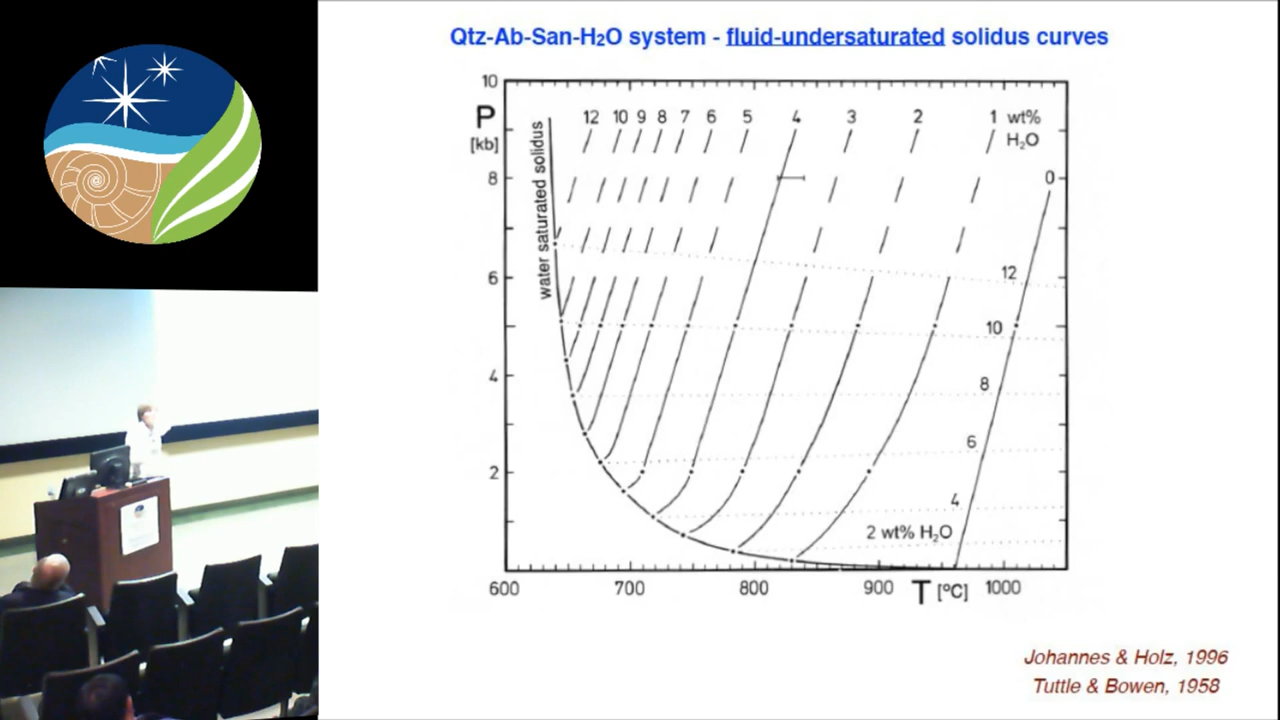 Qtz-Ab-San-H₂O system - fluid-undersaturated solidus curves
10
P
[kb]
8
6
4
2
water saturated solidus
12 10 9 8 7 6 5 4 3 2 1 wt%
H₂O
0
12
10
8
6
4
2 wt% H₂O
600 700 800 900 T [ºC] 1000
Johannes & Holz, 1996
Tuttle & Bowen, 1958